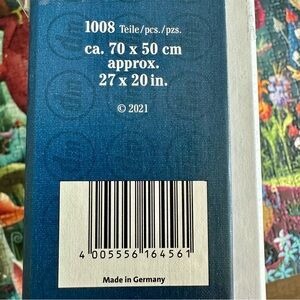 1008 Teile/pcs./pzs.
ca. 70 x 50 cm
approx.
27 x 20 in.
© 2021
4 005556 164561
Made in Germany